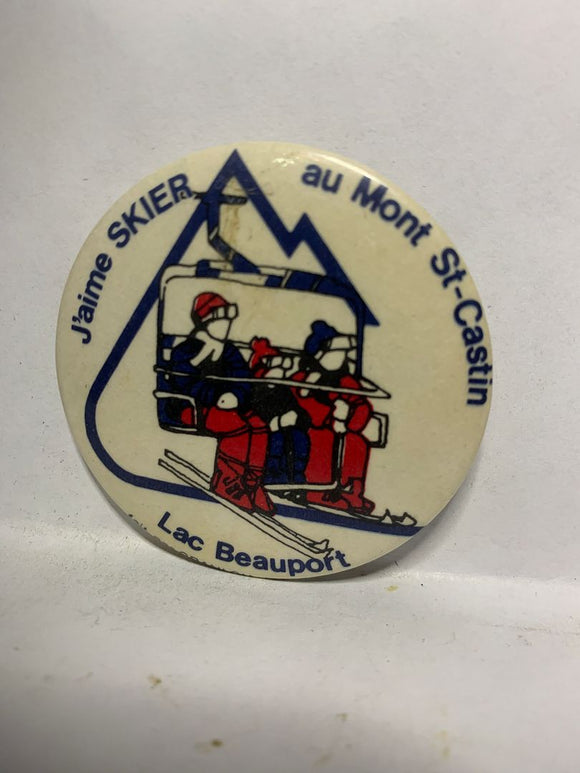 J'aime SKIER
au Mont St-Castin
Lac Beauport